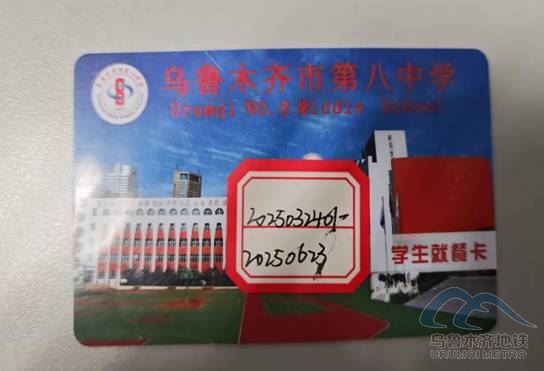 乌鲁木齐市第八中学
Urumqi NO.8 Middle School
2025032401-
20250623
学生就餐卡
乌鲁木齐地铁
URUMQI METRO